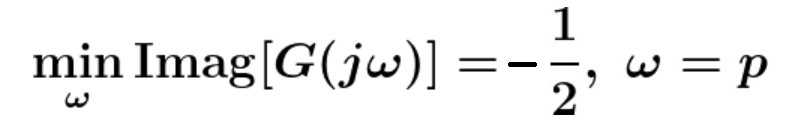 min_ω Imag[G(jω)] = -1/2, ω = p